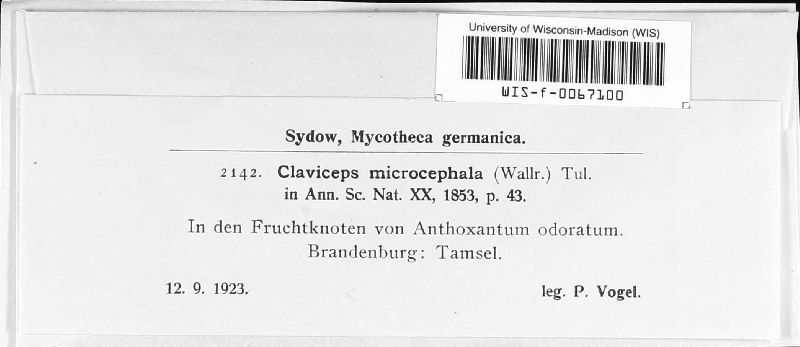 University of Wisconsin-Madison (WIS)
WIS-f-0067100
Sydow, Mycotheca germanica.
2142. Claviceps microcephala (Wallr.) Tul.
in Ann. Sc. Nat. XX, 1853, p. 43.
In den Fruchtknoten von Anthoxantum odoratum.
Brandenburg: Tamsel.
12. 9. 1923. leg. P. Vogel.